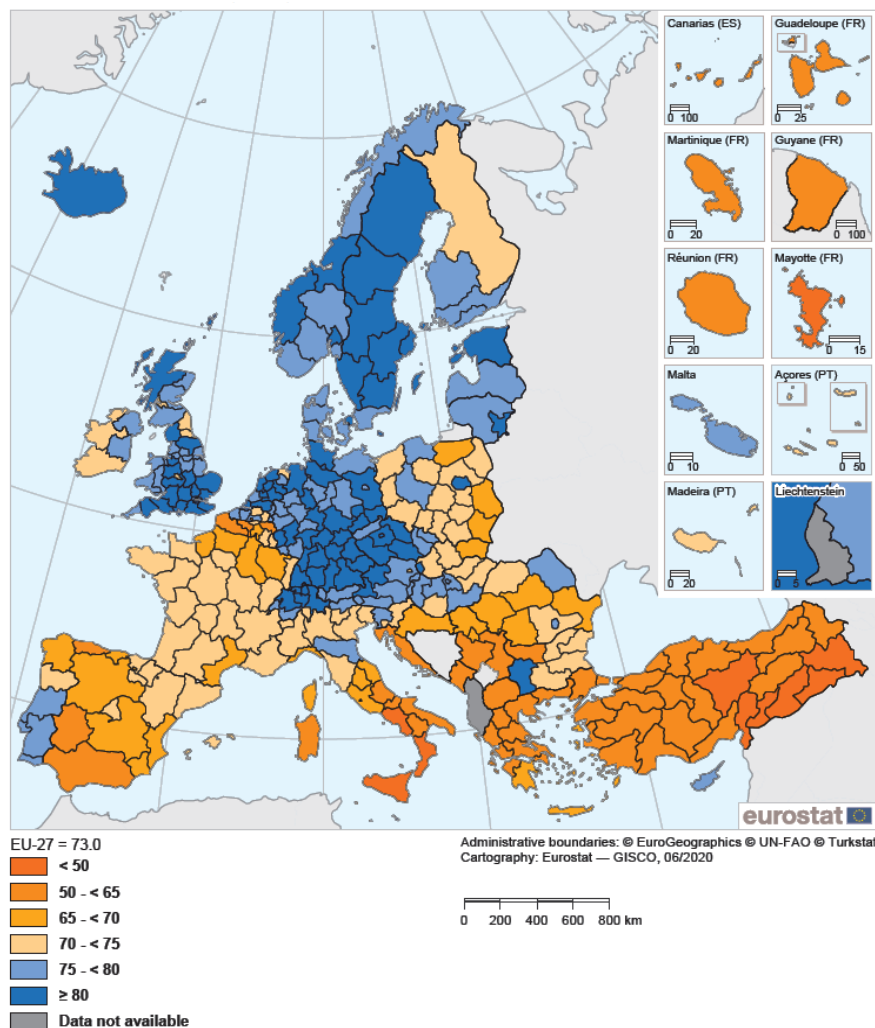 Canarias (ES)
0 100
Guadeloupe (FR)
0 25
Martinique (FR)
0 20
Guyane (FR)
0 100
Réunion (FR)
0 20
Mayotte (FR)
0 15
Malta
0 10
Açores (PT)
0 50
Madeira (PT)
0 20
Liechtenstein
0 5
eurostat
EU-27 = 73.0
< 50
50 - < 65
65 - < 70
70 - < 75
75 - < 80
≥ 80
Data not available
Administrative boundaries: © EuroGeographics © UN-FAO © Turkstat
Cartography: Eurostat — GISCO, 06/2020
0 200 400 600 800 km